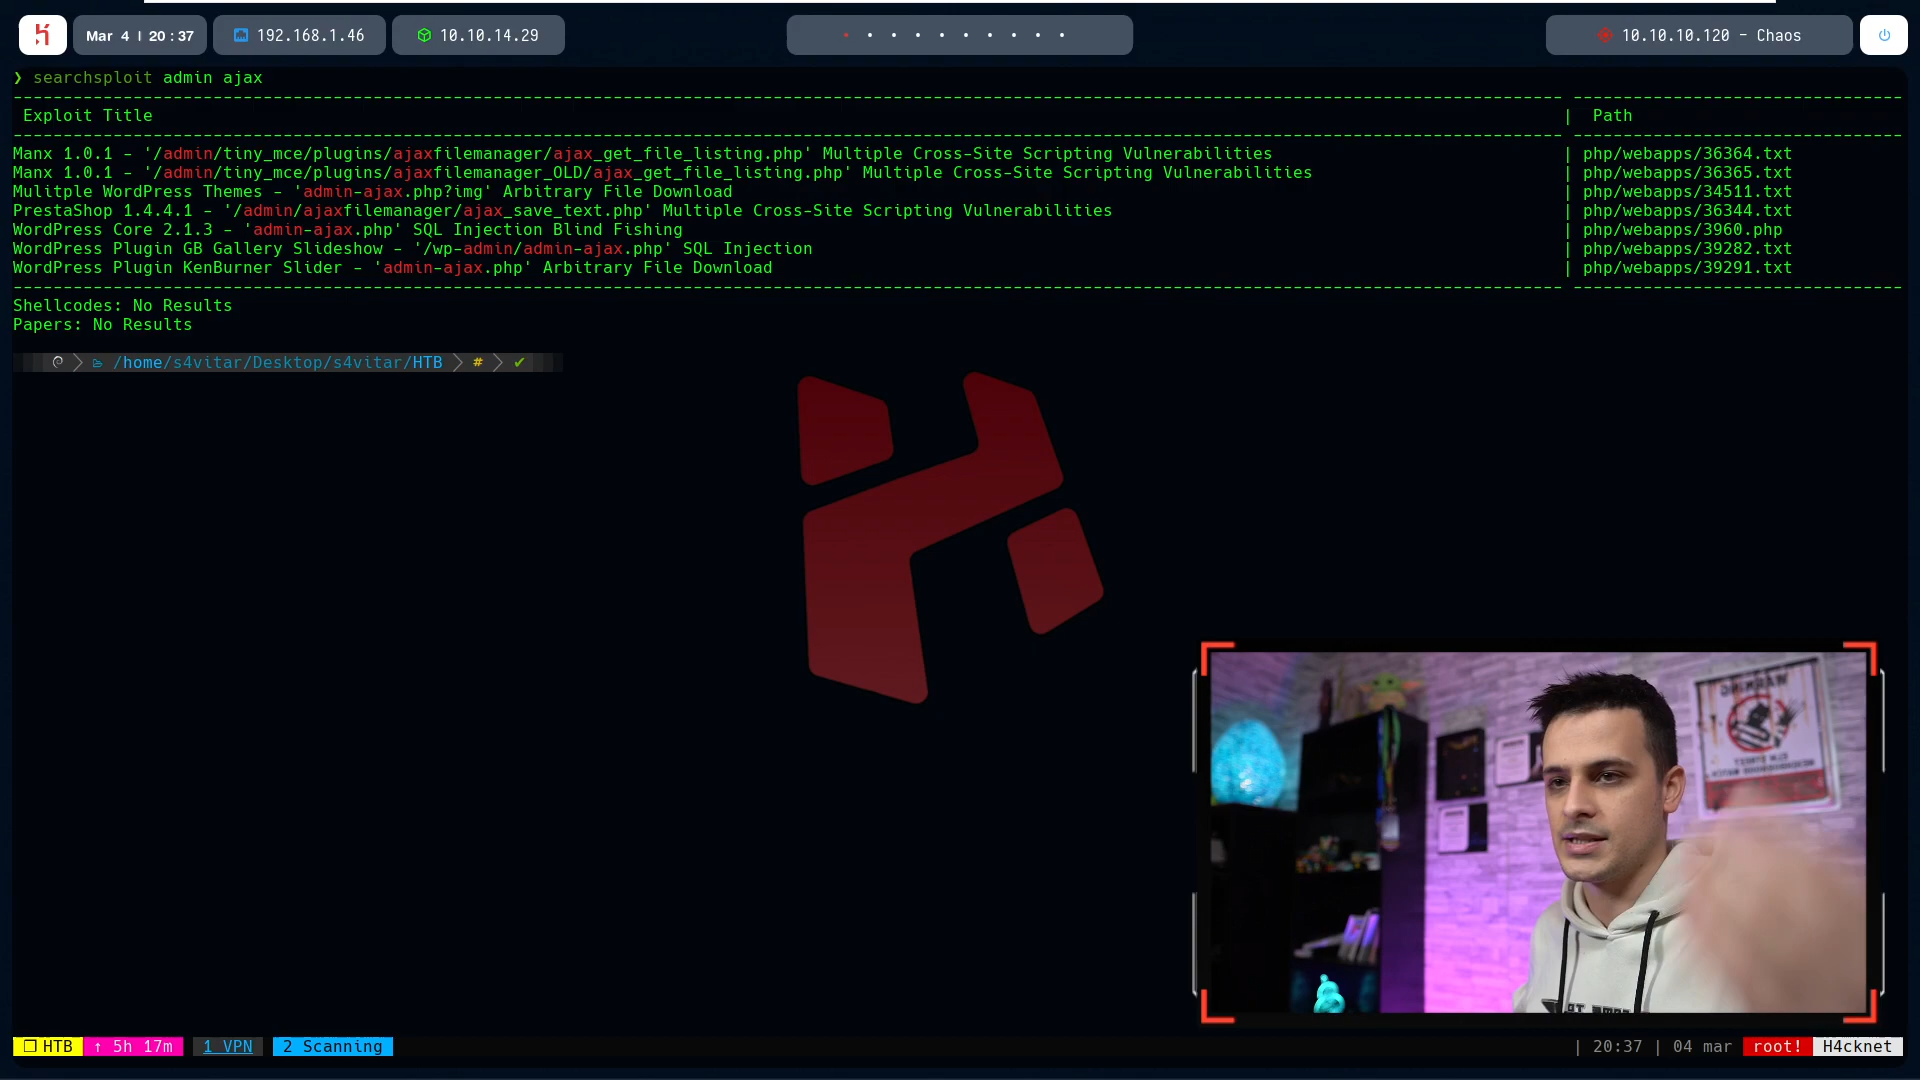 Mar 4 | 20:37 192.168.1.46 10.10.14.29 10.10.10.120 - Chaos
❯ searchsploit admin ajax
Exploit Title | Path
Manx 1.0.1 - '/admin/tiny_mce/plugins/ajaxfilemanager/ajax_get_file_listing.php' Multiple Cross-Site Scripting Vulnerabilities | php/webapps/36364.txt
Manx 1.0.1 - '/admin/tiny_mce/plugins/ajaxfilemanager_OLD/ajax_get_file_listing.php' Multiple Cross-Site Scripting Vulnerabilities | php/webapps/36365.txt
Mulitple WordPress Themes - 'admin-ajax.php?img' Arbitrary File Download | php/webapps/34511.txt
PrestaShop 1.4.4.1 - '/admin/ajaxfilemanager/ajax_save_text.php' Multiple Cross-Site Scripting Vulnerabilities | php/webapps/36344.txt
WordPress Core 2.1.3 - 'admin-ajax.php' SQL Injection Blind Fishing | php/webapps/3960.php
WordPress Plugin GB Gallery Slideshow - '/wp-admin/admin-ajax.php' SQL Injection | php/webapps/39282.txt
WordPress Plugin KenBurner Slider - 'admin-ajax.php' Arbitrary File Download | php/webapps/39291.txt
Shellcodes: No Results
Papers: No Results
/home/s4vitar/Desktop/s4vitar/HTB # ✔
WARNING
HTB ↑ 5h 17m 1 VPN 2 Scanning | 20:37 | 04 mar root! H4cknet